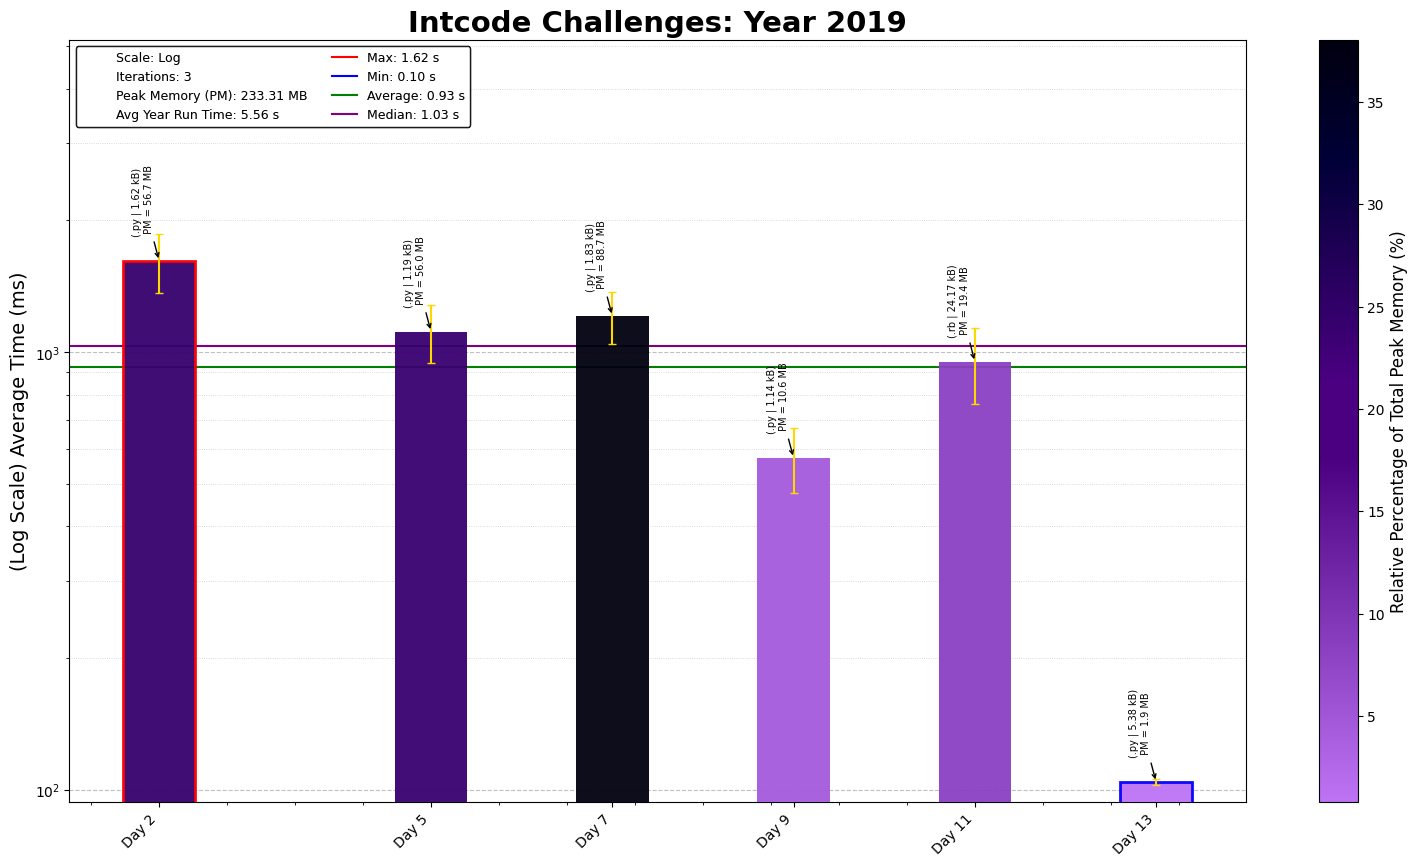 Intcode Challenges: Year 2019
Scale: Log
Iterations: 3
Peak Memory (PM): 233.31 MB
Avg Year Run Time: 5.56 s
Max: 1.62 s
Min: 0.10 s
Average: 0.93 s
Median: 1.03 s
(Log Scale) Average Time (ms)
10³
10²
(.py | 1.62 kB)
PM = 56.7 MB
(.py | 1.19 kB)
PM = 56.0 MB
(.py | 1.83 kB)
PM = 88.7 MB
(.py | 1.14 kB)
PM = 10.6 MB
(.rb | 24.17 kB)
PM = 19.4 MB
(.py | 5.38 kB)
PM = 1.9 MB
Day 2
Day 5
Day 7
Day 9
Day 11
Day 13
35
30
25
20
15
10
5
Relative Percentage of Total Peak Memory (%)